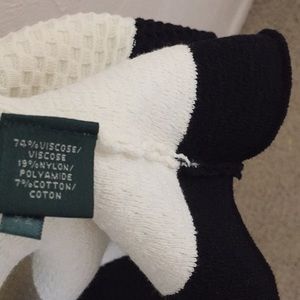 74%VISCOSE/
VISCOSE
19%NYLON/
POLYAMIDE
7%COTTON/
COTON